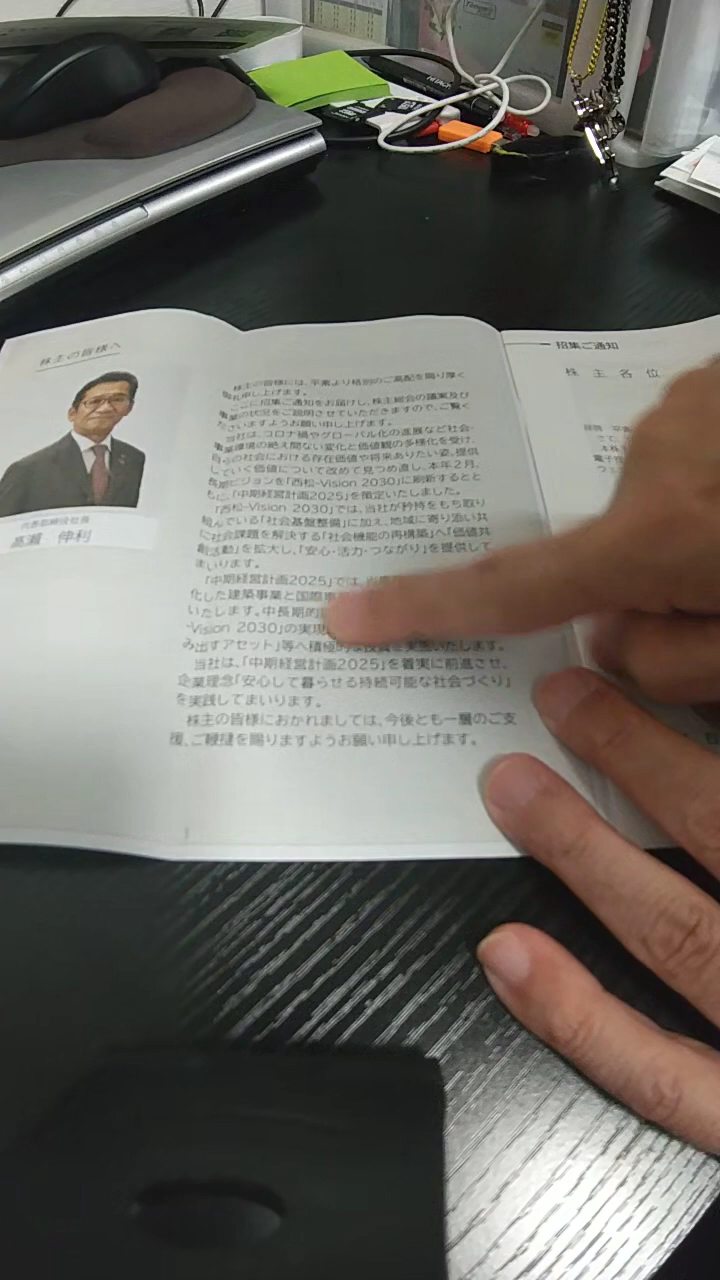 株主の皆様へ
代表取締役社長
髙瀨 伸利
株主の皆様には、平素より格別のご高配を賜り厚く
御礼申し上げます。
ここに招集ご通知をお届けし、株主総会の議案及び
事業の状況をご説明させていただきますので、ご覧く
ださいますようお願い申し上げます。
当社は、コロナ禍やグローバル化の進展など社会・
事業環境の絶え間ない変化と価値観の多様化を受け、
自らの社会における存在価値や将来ありたい姿、提供
していく価値について改めて見つめ直し、本年2月、
長期ビジョンを「西松-Vision 2030」に刷新するとと
もに、「中期経営計画2025」を策定いたしました。
「西松-Vision 2030」では、当社が矜持をもち取り
組んでいる「社会基盤整備」に加え、地域に寄り添い共
に社会課題を解決する「社会機能の再構築」へ「価値共
創活動」を拡大し、「安心・活力・つながり」を提供して
まいります。
「中期経営計画2025」では、
化した建築事業と国際事
いたします。中長期的
-Vision 2030」の実現
み出すアセット」等へ積極的な投資を実施いたします。
当社は、「中期経営計画2025」を着実に前進させ、
企業理念「安心して暮らせる持続可能な社会づくり」
を実践してまいります。
株主の皆様におかれましては、今後とも一層のご支
援、ご鞭撻を賜りますようお願い申し上げます。
招集ご通知
株主各位
拝啓 平素
さて、
本株主
電子提
ウェ